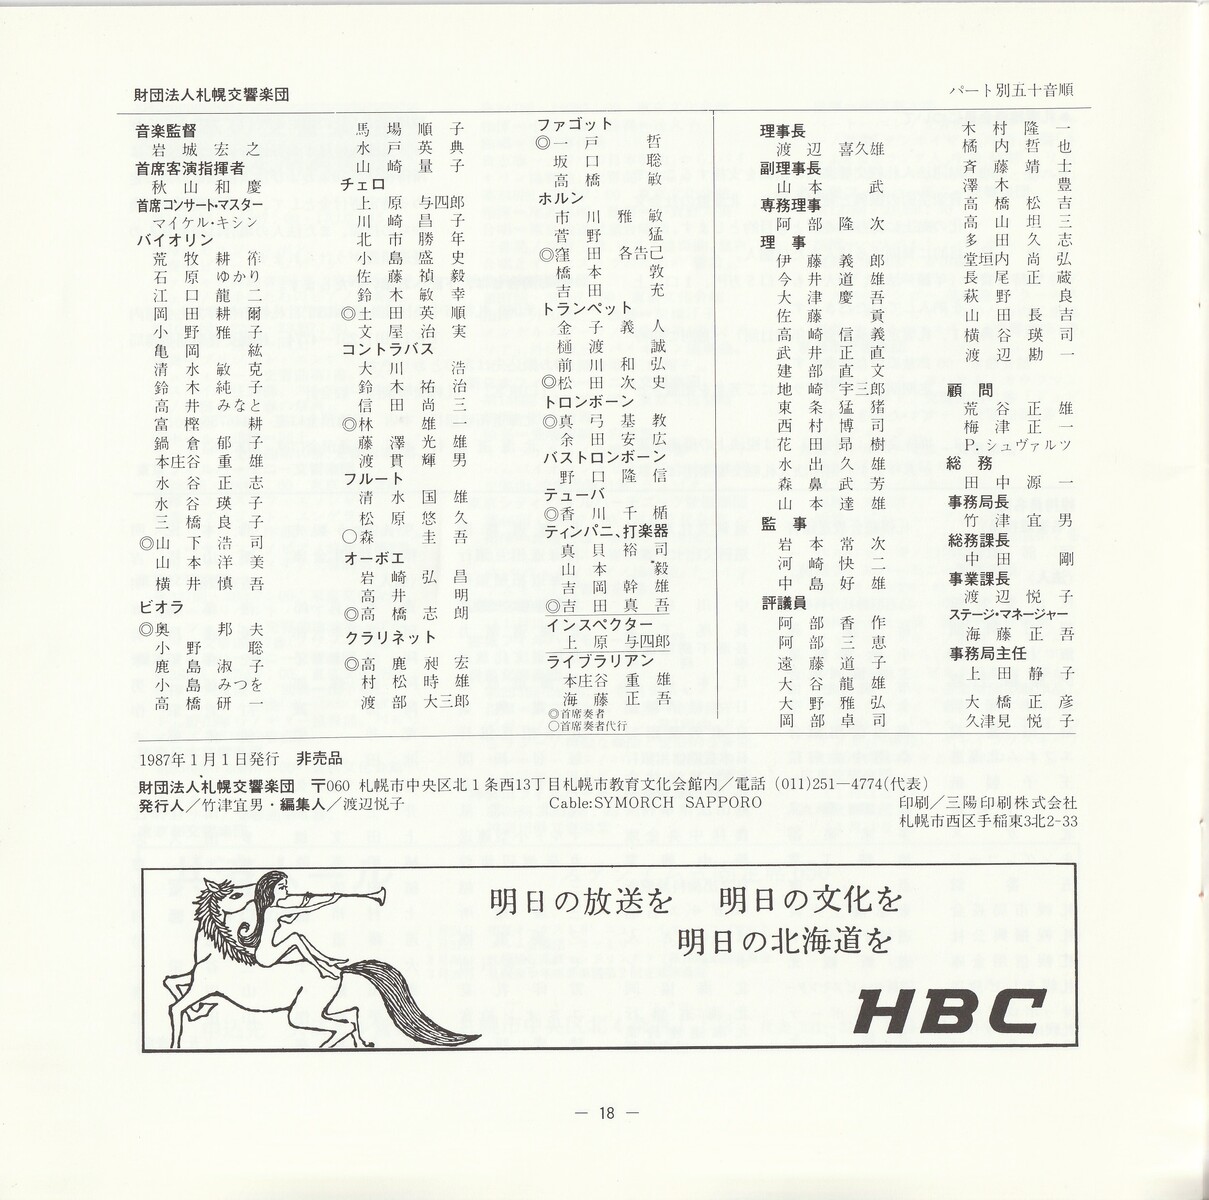 財団法人札幌交響楽団
パート別五十音順
音楽監督
岩城宏之
首席客演指揮者
秋山和慶
首席コンサート・マスター
マイケル・キシン
バイオリン
荒牧耕作
石原ゆかり
江口龍二
岡田耕爾
小野雅子
亀岡紘
清水敏克
鈴木純子
高井みなと
富樫耕
鍋倉郁子
本庄谷重雄
水谷正志
水谷瑛子
三橋良子
◎山下浩司
山本洋美
横井慎吾
ビオラ
◎奥邦夫
小野聡
鹿島淑子
小島みつを
高橋研一
馬場順子
水戸英典
山崎量子
チェロ
上原与四郎
川崎昌子
北市勝年
小島盛史
佐藤禎毅
鈴木敏幸
◎土田英順
文屋治実
コントラバス
大川浩
鈴木祐治
信田尚三
◎林雄一
藤澤光雄
渡貫輝男
フルート
清水国雄
松原悠久
○森圭吾
オーボエ
岩崎弘昌
高井明
◎高橋志朗
クラリネット
◎高鹿昶宏
村松時雄
渡部大三郎
ファゴット
◎一戸哲
坂口聡
高橋敏
ホルン
市川雅敏
菅野猛
◎窪田各告己
橋本敦
吉田充
トランペット
金子義人
樋渡誠
前川和弘
◎松田次史
トロンボーン
◎真弓基教
余田安広
バストロンボーン
野口隆信
テューバ
◎香川千楯
ティンパニ、打楽器
真貝裕司
山本毅
吉岡幹雄
◎吉田真吾
インスペクター
上原与四郎
ライブラリアン
本庄谷重雄
海藤正吾
◎首席奏者
○首席奏者代行
理事長
渡辺喜久雄
副理事長
山本武
専務理事
阿部隆次
理事
伊藤義郎
今井道雄
大津慶吾
佐藤貢
高崎信義
武井正直
建部直文
地崎宇三郎
東条猛猪
西村博司
花田昂樹
水出久雄
森鼻武芳
山本達雄
監事
岩本常次
河崎快二
中島好雄
評議員
阿部香作
阿部三恵
遠藤道子
大谷龍雄
大野雅弘
岡部卓司
木村隆一
橘内哲也
斉藤靖士
澤木豊
高橋松吉
高山坦三
多田久志
堂垣内尚弘
長尾正蔵
萩野良
山田長吉
横谷瑛司
渡辺勘一
顧問
荒谷正雄
梅津正一
P.シュヴァルツ
総務
田中源一
事務局長
竹津宜男
総務課長
中田剛
事業課長
渡辺悦子
ステージ・マネージャー
海藤正吾
事務局主任
上田静子
大橋正彦
久津見悦子
1987年1月1日発行 非売品
財団法人札幌交響楽団 〒060 札幌市中央区北1条西13丁目札幌市教育文化会館内／電話 (011)251—4774(代表)
発行人／竹津宜男・編集人／渡辺悦子
Cable:SYMORCH SAPPORO
印刷／三陽印刷株式会社
札幌市西区手稲東3北2-33
明日の放送を 明日の文化を
明日の北海道を
HBC
— 18 —